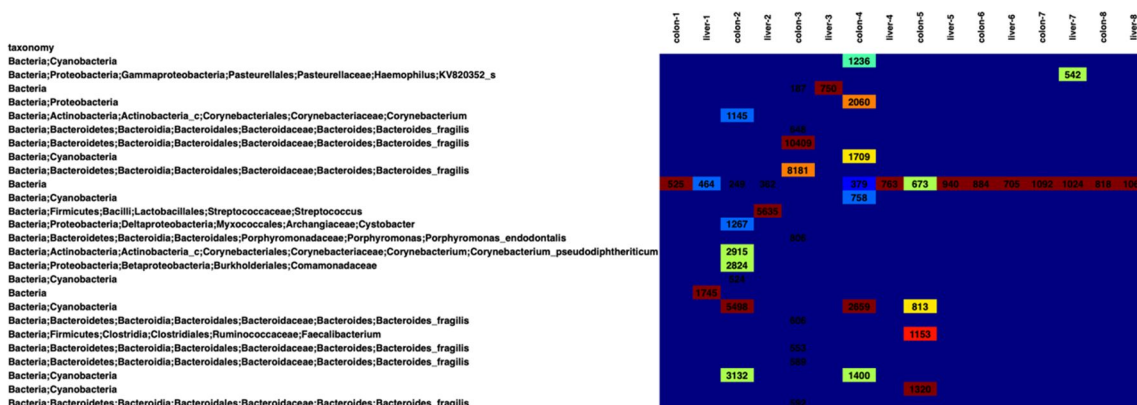 colon-1 liver-1 colon-2 liver-2 colon-3 liver-3 colon-4 liver-4 colon-5 liver-5 colon-6 liver-6 colon-7 liver-7 colon-8 liver-8
taxonomy
Bacteria;Cyanobacteria 1236
Bacteria;Proteobacteria;Gammaproteobacteria;Pasteurellales;Pasteurellaceae;Haemophilus;KV820352_s 542
Bacteria 750
Bacteria;Proteobacteria 2060
Bacteria;Actinobacteria;Actinobacteria_c;Corynebacteriales;Corynebacteriaceae;Corynebacterium 1145
Bacteria;Bacteroidetes;Bacteroidia;Bacteroidales;Bacteroidaceae;Bacteroides;Bacteroides_fragilis
Bacteria;Bacteroidetes;Bacteroidia;Bacteroidales;Bacteroidaceae;Bacteroides;Bacteroides_fragilis 10409
Bacteria;Cyanobacteria 1709
Bacteria;Bacteroidetes;Bacteroidia;Bacteroidales;Bacteroidaceae;Bacteroides;Bacteroides_fragilis 8181
Bacteria 525 464 379 763 673 940 884 705 1092 1024 818
Bacteria;Cyanobacteria 758
Bacteria;Firmicutes;Bacilli;Lactobacillales;Streptococcaceae;Streptococcus 5635
Bacteria;Proteobacteria;Deltaproteobacteria;Myxococcales;Archangiaceae;Cystobacter 1267
Bacteria;Bacteroidetes;Bacteroidia;Bacteroidales;Porphyromonadaceae;Porphyromonas;Porphyromonas_endodontalis
Bacteria;Actinobacteria;Actinobacteria_c;Corynebacteriales;Corynebacteriaceae;Corynebacterium;Corynebacterium_pseudodiphtheriticum 2915
Bacteria;Proteobacteria;Betaproteobacteria;Burkholderiales;Comamonadaceae 2824
Bacteria;Cyanobacteria
Bacteria 1745
Bacteria;Cyanobacteria 5498 2659 813
Bacteria;Bacteroidetes;Bacteroidia;Bacteroidales;Bacteroidaceae;Bacteroides;Bacteroides_fragilis
Bacteria;Firmicutes;Clostridia;Clostridiales;Ruminococcaceae;Faecalibacterium 1153
Bacteria;Bacteroidetes;Bacteroidia;Bacteroidales;Bacteroidaceae;Bacteroides;Bacteroides_fragilis
Bacteria;Bacteroidetes;Bacteroidia;Bacteroidales;Bacteroidaceae;Bacteroides;Bacteroides_fragilis
Bacteria;Cyanobacteria 3132 1400
Bacteria;Cyanobacteria 1320
Bacteria;Bacteroidetes;Bacteroidia;Bacteroidales;Bacteroidaceae;Bacteroides;Bacteroides_fragilis